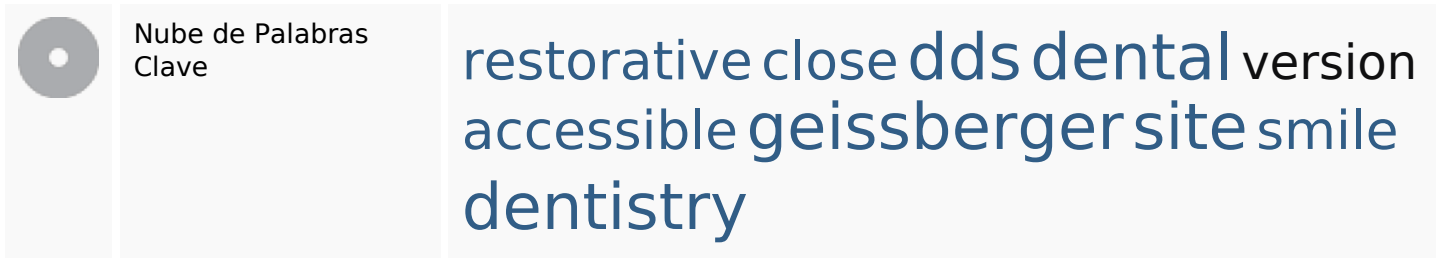 Nube de Palabras
Clave
restorative close dds dental version
accessible geissberger site smile
dentistry